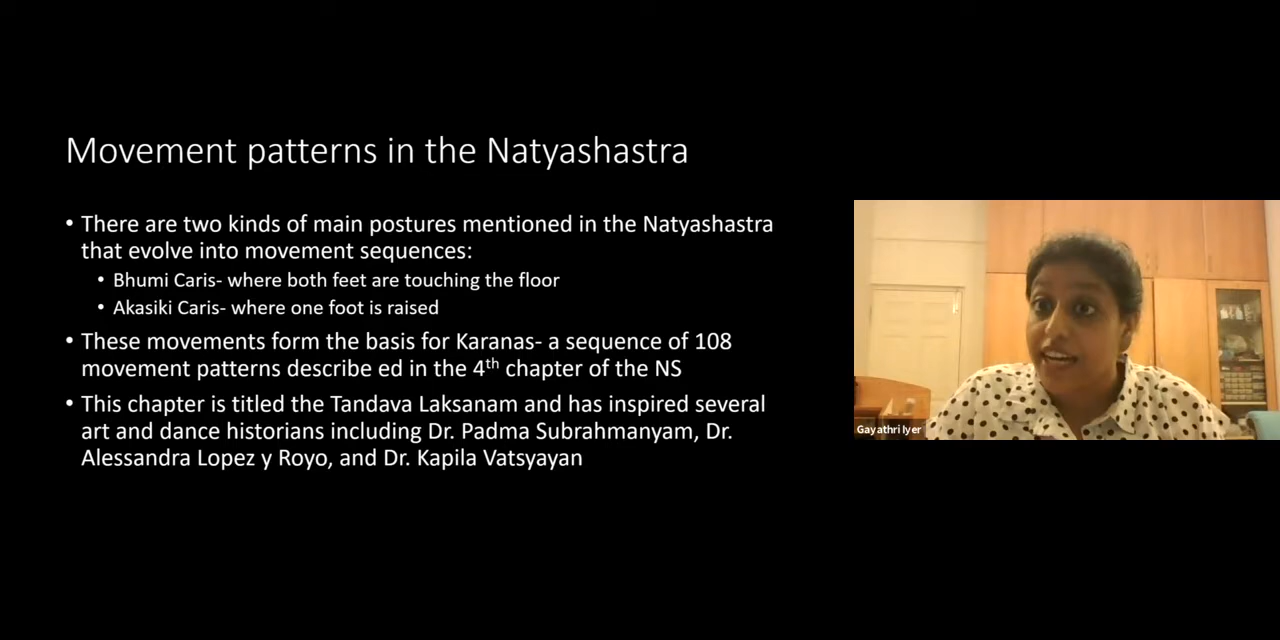 Movement patterns in the Natyashastra
• There are two kinds of main postures mentioned in the Natyashastra
that evolve into movement sequences:
• Bhumi Caris- where both feet are touching the floor
• Akasiki Caris- where one foot is raised
• These movements form the basis for Karanas- a sequence of 108
movement patterns describe ed in the 4th chapter of the NS
• This chapter is titled the Tandava Laksanam and has inspired several
art and dance historians including Dr. Padma Subrahmanyam, Dr.
Alessandra Lopez y Royo, and Dr. Kapila Vatsyayan
Gayathri Iyer